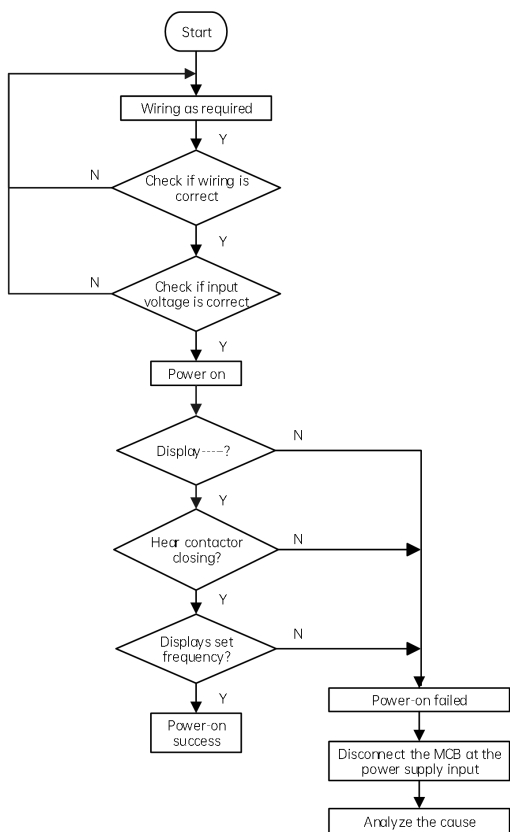 Start
Wiring as required
Y
N
Check if wiring is
correct
Y
N
Check if input
voltage is correct
Y
Power on
Display-----?
N
Y
Hear contactor
closing?
N
Y
Displays set
frequency?
N
Y
Power-on
success
Power-on failed
Disconnect the MCB at the
power supply input
Analyze the cause